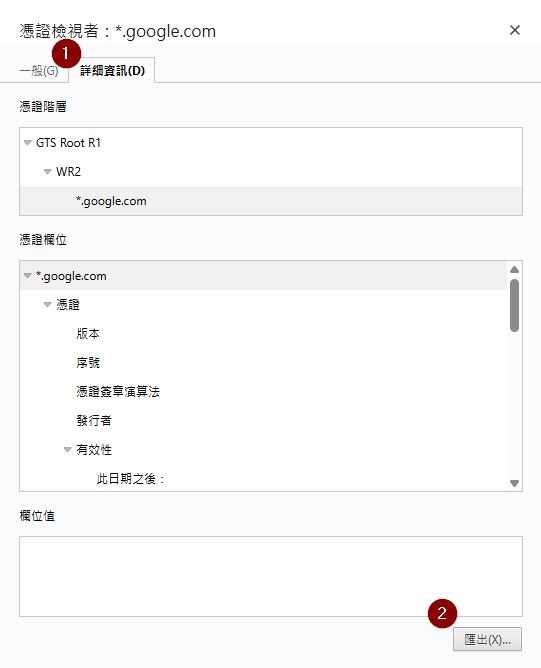 憑證檢視者：*.google.com
1
一般(G) 詳細資訊(D)
憑證階層
GTS Root R1
WR2
*.google.com
憑證欄位
*.google.com
憑證
版本
序號
憑證簽章演算法
發行者
有效性
此日期之後：
欄位值
2
匯出(X)...